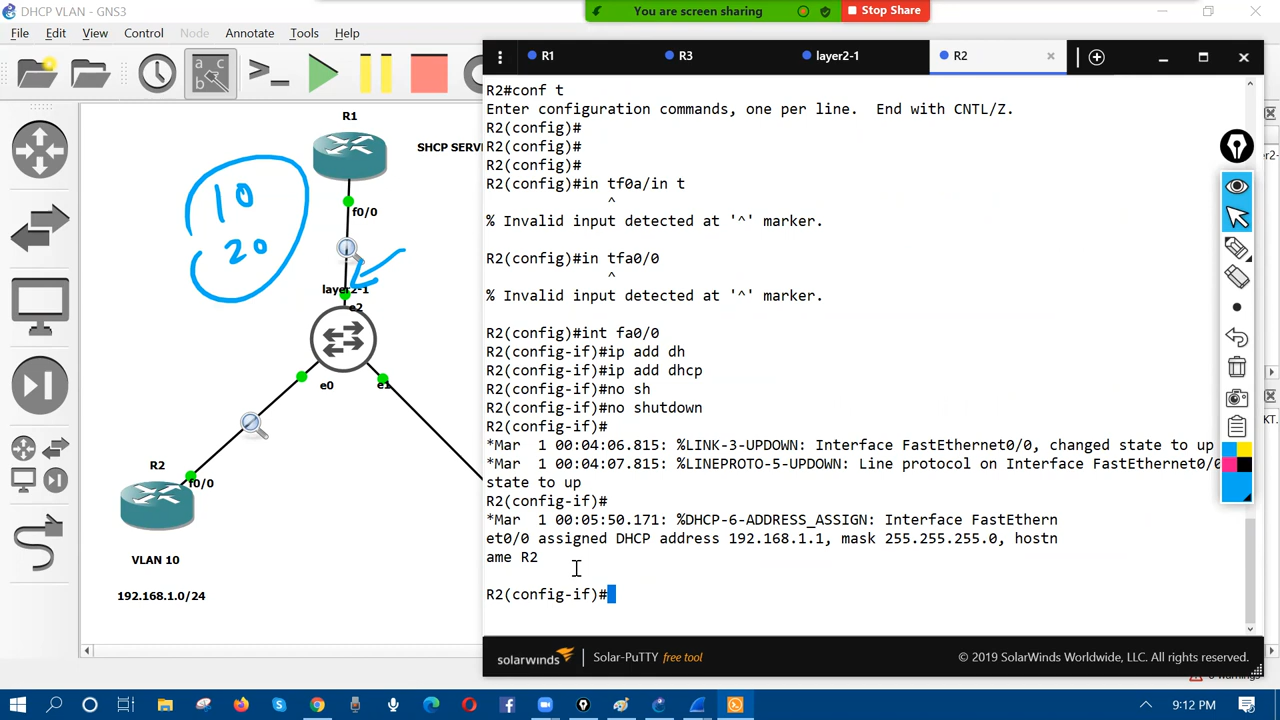 DHCP VLAN - GNS3
You are screen sharing
Stop Share
File Edit View Control Node Annotate Tools Help
R1
R3
layer2-1
R2
R1
SHCP SERV
f0/0
10
20
layer2-1
e2
e0
e1
R2
f0/0
VLAN 10
192.168.1.0/24
R2#conf t
Enter configuration commands, one per line.  End with CNTL/Z.
R2(config)#
R2(config)#
R2(config)#
R2(config)#in tf0a/in t
^
% Invalid input detected at '^' marker.
R2(config)#in tfa0/0
^
% Invalid input detected at '^' marker.
R2(config)#int fa0/0
R2(config-if)#ip add dh
R2(config-if)#ip add dhcp
R2(config-if)#no sh
R2(config-if)#no shutdown
R2(config-if)#
*Mar  1 00:04:06.815: %LINK-3-UPDOWN: Interface FastEthernet0/0, changed state to up
*Mar  1 00:04:07.815: %LINEPROTO-5-UPDOWN: Line protocol on Interface FastEthernet0/0
state to up
R2(config-if)#
*Mar  1 00:05:50.171: %DHCP-6-ADDRESS_ASSIGN: Interface FastEthern
et0/0 assigned DHCP address 192.168.1.1, mask 255.255.255.0, hostn
ame R2
R2(config-if)#
solarwinds Solar-PuTTY free tool
© 2019 SolarWinds Worldwide, LLC. All rights reserved.
9:12 PM